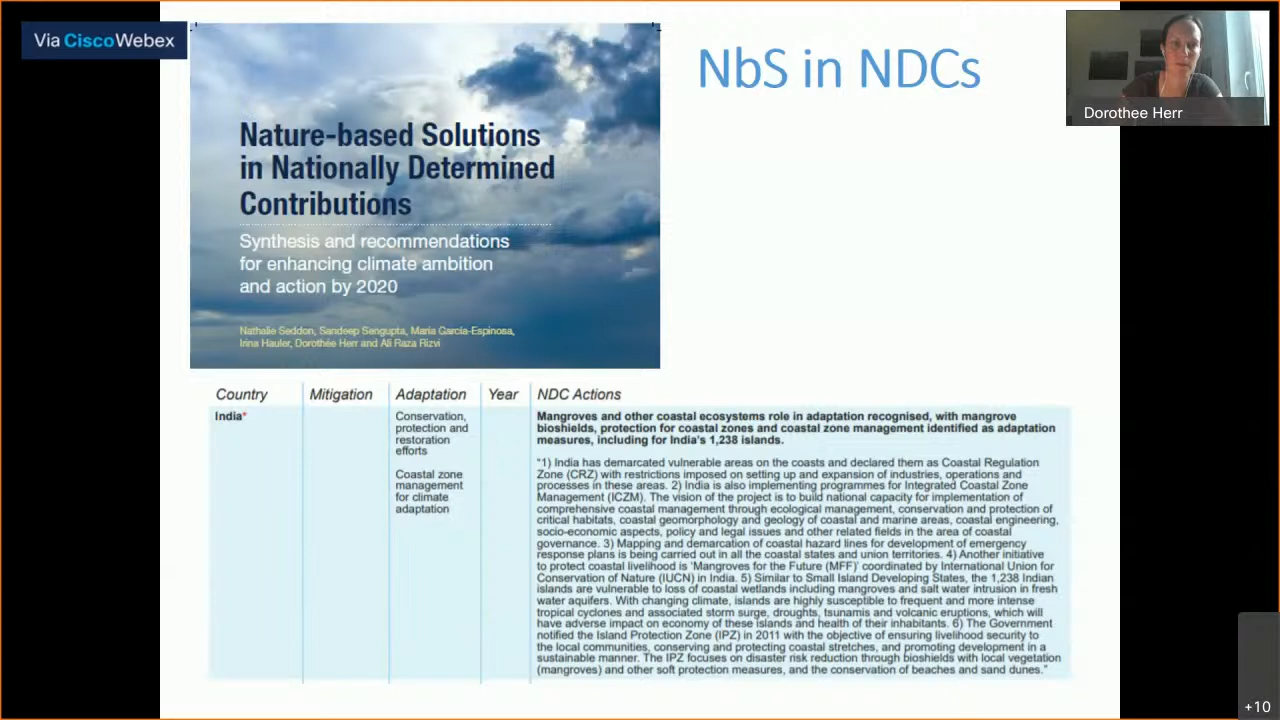 Via CiscoWebex
NbS in NDCs
Dorothee Herr
Nature-based Solutions
in Nationally Determined
Contributions
Synthesis and recommendations
for enhancing climate ambition
and action by 2020
Nathalie Seddon, Sandeep Sengupta, María García-Espinosa,
Irina Hauler, Dorothée Herr and Ali Raza Rizvi
Country Mitigation Adaptation Year NDC Actions
India*
Conservation,
protection and
restoration
efforts
Coastal zone
management
for climate
adaptation
Mangroves and other coastal ecosystems role in adaptation recognised, with mangrove
bioshields, protection for coastal zones and coastal zone management identified as adaptation
measures, including for India's 1,238 islands.
"1) India has demarcated vulnerable areas on the coasts and declared them as Coastal Regulation
Zone (CRZ) with restrictions imposed on setting up and expansion of industries, operations and
processes in these areas. 2) India is also implementing programmes for Integrated Coastal Zone
Management (ICZM). The vision of the project is to build national capacity for implementation of
comprehensive coastal management through ecological management, conservation and protection of
critical habitats, coastal geomorphology and geology of coastal and marine areas, coastal engineering,
socio-economic aspects, policy and legal issues and other related fields in the area of coastal
governance. 3) Mapping and demarcation of coastal hazard lines for development of emergency
response plans is being carried out in all the coastal states and union territories. 4) Another initiative
to protect coastal livelihood is 'Mangroves for the Future (MFF)' coordinated by International Union for
Conservation of Nature (IUCN) in India. 5) Similar to Small Island Developing States, the 1,238 Indian
islands are vulnerable to loss of coastal wetlands including mangroves and salt water intrusion in fresh
water aquifers. With changing climate, islands are highly susceptible to frequent and more intense
tropical cyclones and associated storm surge, droughts, tsunamis and volcanic eruptions, which will
have adverse impact on economy of these islands and health of their inhabitants. 6) The Government
notified the Island Protection Zone (IPZ) in 2011 with the objective of ensuring livelihood security to
the local communities, conserving and protecting coastal stretches, and promoting development in a
sustainable manner. The IPZ focuses on disaster risk reduction through bioshields with local vegetation
(mangroves) and other soft protection measures, and the conservation of beaches and sand dunes."
+10